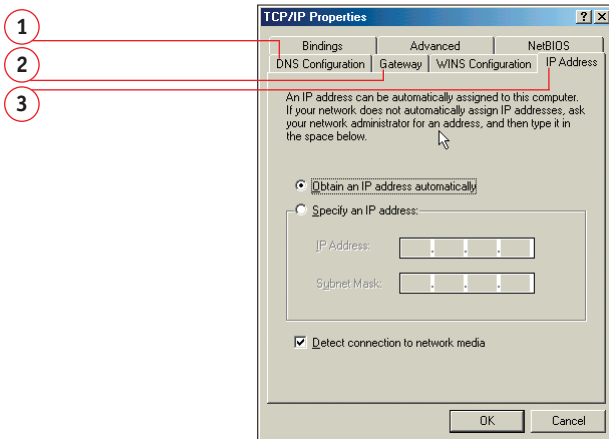 TCP/IP Properties
1
2
3
Bindings Advanced NetBIOS
DNS Configuration Gateway WINS Configuration IP Address
An IP address can be automatically assigned to this computer.
If your network does not automatically assign IP addresses, ask
your network administrator for an address, and then type it in
the space below.
Obtain an IP address automatically
Specify an IP address:
IP Address:
Subnet Mask:
Detect connection to network media
OK Cancel